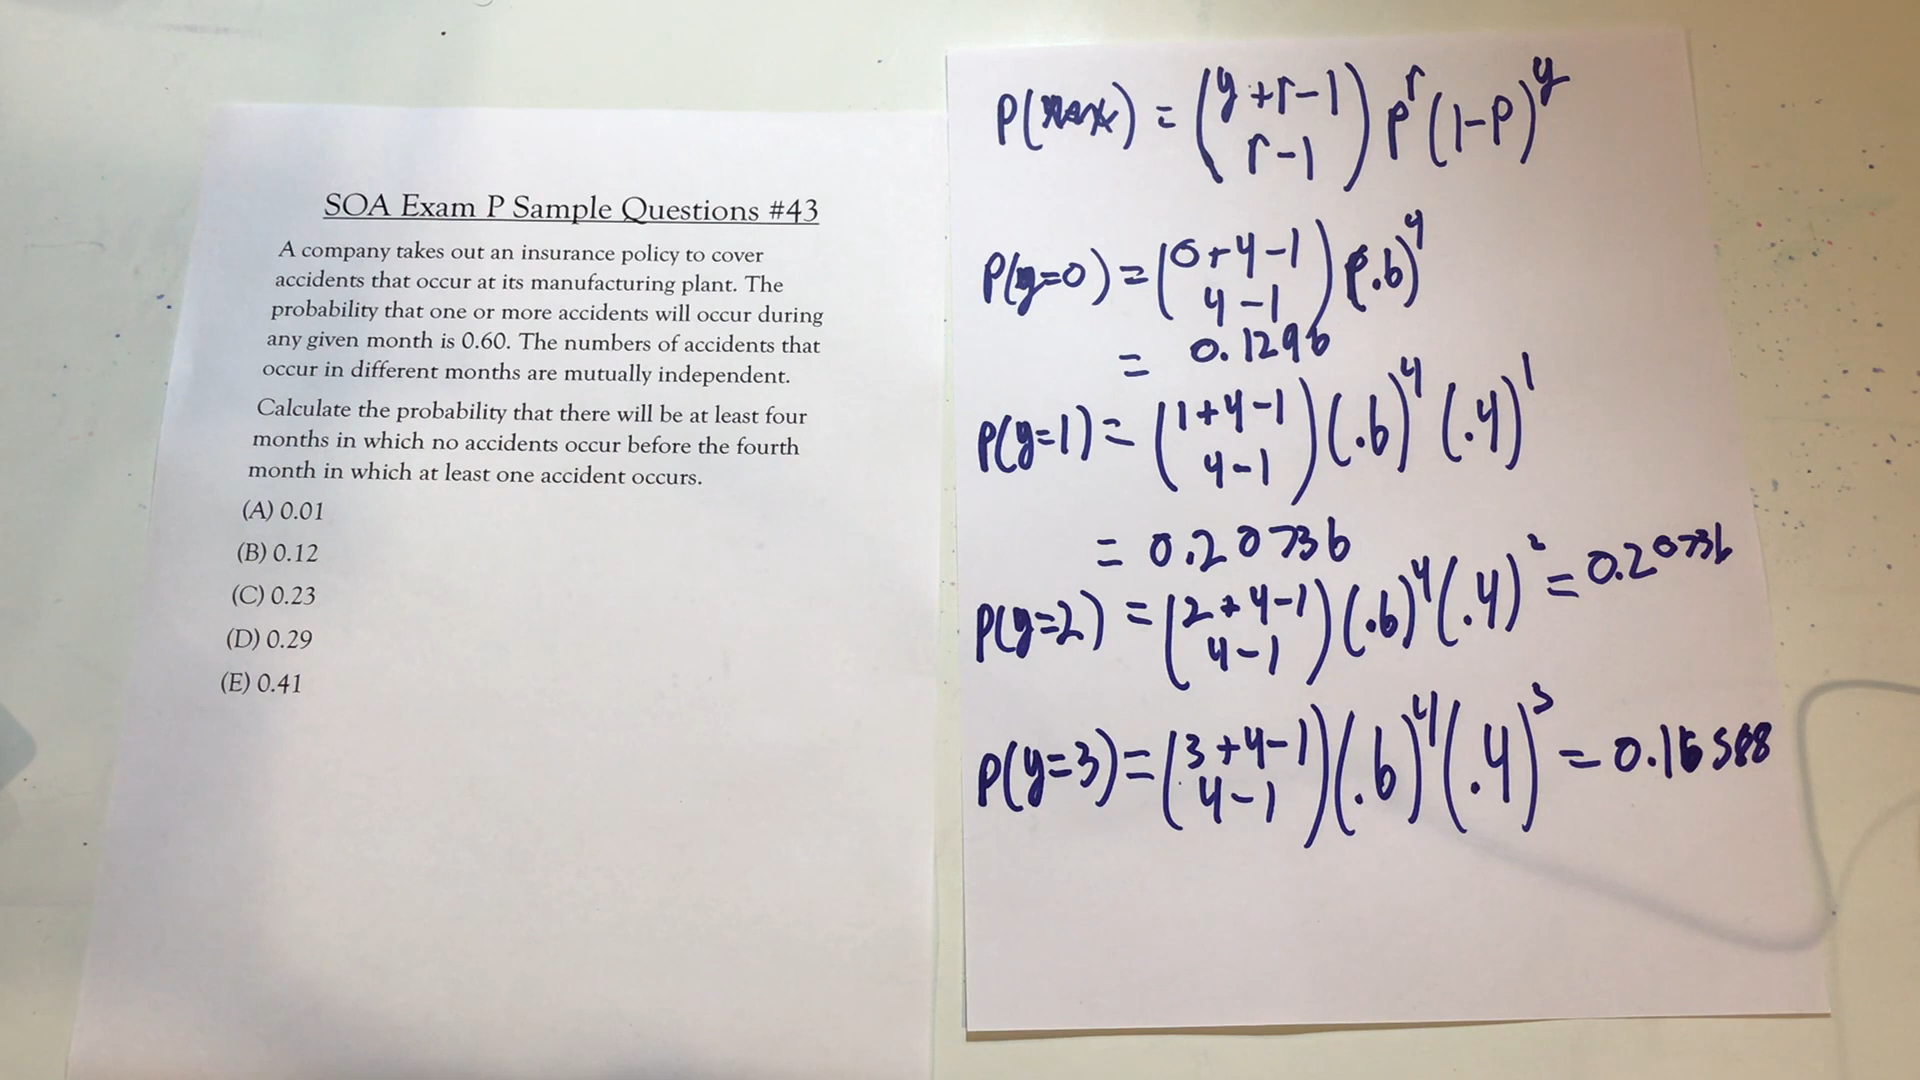 SOA Exam P Sample Questions #43
A company takes out an insurance policy to cover
accidents that occur at its manufacturing plant. The
probability that one or more accidents will occur during
any given month is 0.60. The numbers of accidents that
occur in different months are mutually independent.
Calculate the probability that there will be at least four
months in which no accidents occur before the fourth
month in which at least one accident occurs.
(A) 0.01
(B) 0.12
(C) 0.23
(D) 0.29
(E) 0.41
P( ) = (y+r-1 r-1) p^r (1-p)^y
P(y=0) = (0+4-1 4-1) (.6)^4
= 0.1296
P(y=1) = (1+4-1 4-1) (.6)^4 (.4)^1
= 0.20736
P(y=2) = (2+4-1 4-1) (.6)^4 (.4)^2 = 0.20736
P(y=3) = (3+4-1 4-1) (.6)^4 (.4)^3 = 0.16588